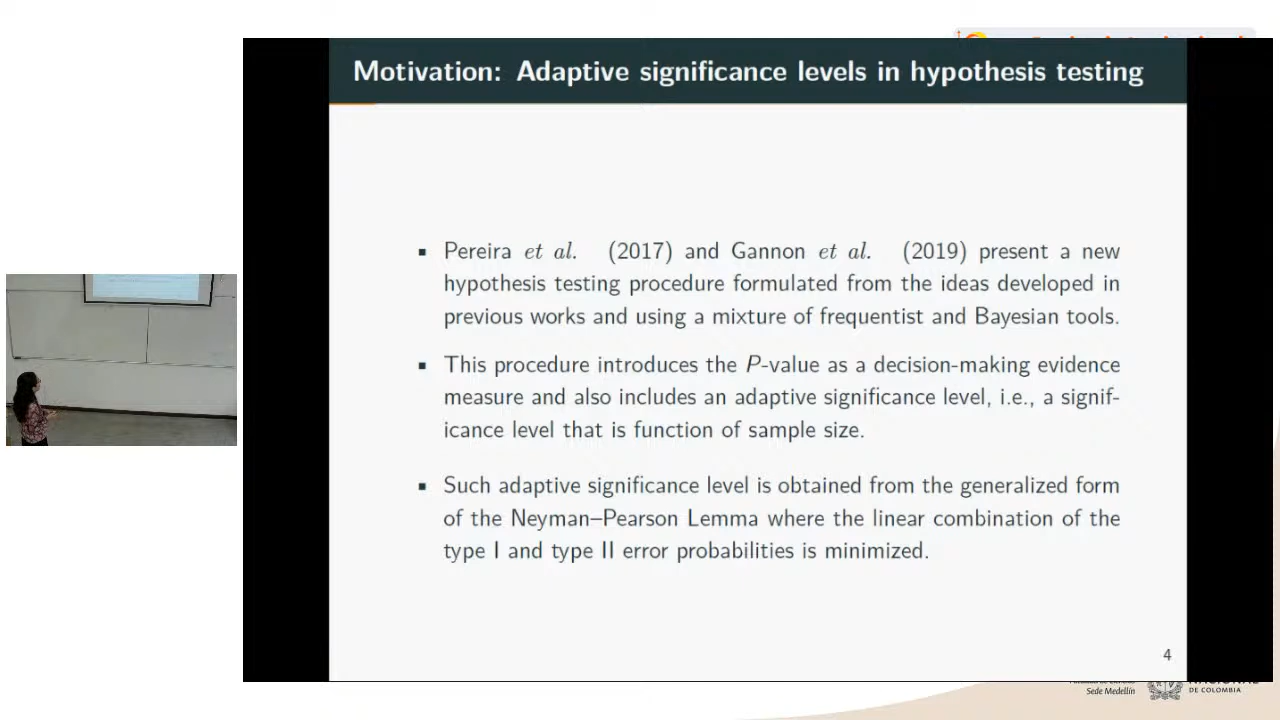 Motivation: Adaptive significance levels in hypothesis testing
▪ Pereira et al. (2017) and Gannon et al. (2019) present a new
hypothesis testing procedure formulated from the ideas developed in
previous works and using a mixture of frequentist and Bayesian tools.
▪ This procedure introduces the P-value as a decision-making evidence
measure and also includes an adaptive significance level, i.e., a signif-
icance level that is function of sample size.
▪ Such adaptive significance level is obtained from the generalized form
of the Neyman–Pearson Lemma where the linear combination of the
type I and type II error probabilities is minimized.
4
Sede Medellín
NACIONAL
DE COLOMBIA